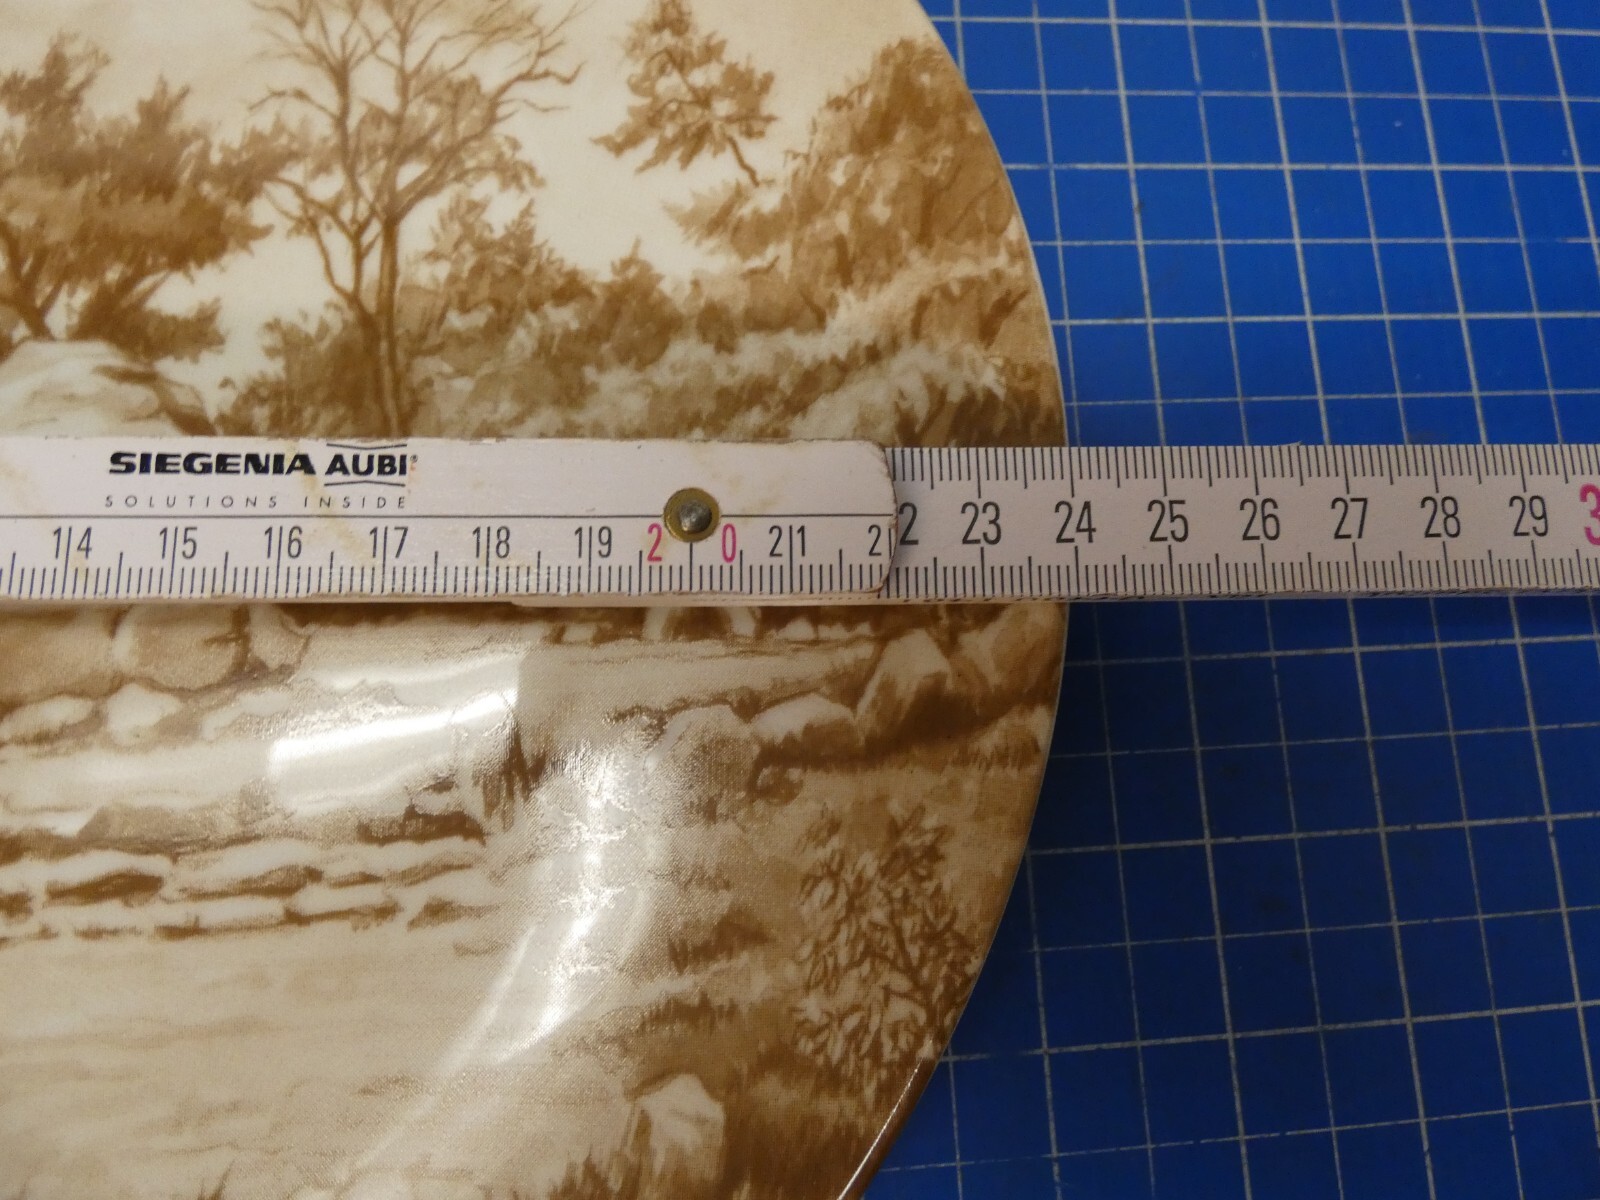 SIEGENIA AUBI®
SOLUTIONS INSIDE
14 15 16 17 18 19 20 21 2 2 23 24 25 26 27 28 29 3